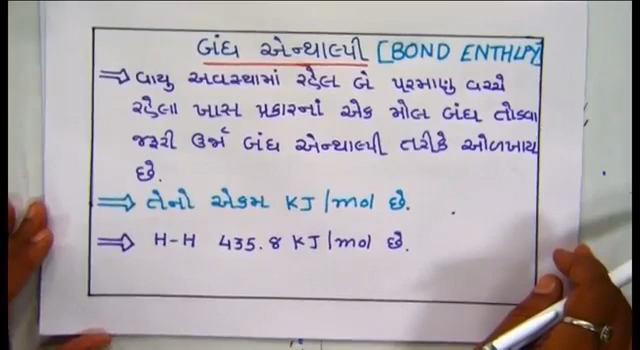 બંધ એન્થાલ્પી [BOND ENTHLPY]
⇒ વાયુ અવસ્થામાં રહેલ બે પરમાણુ વચ્ચે
રહેલા ખાસ પ્રકારનાં એક મોલ બંધ તોડવા
જરૂરી ઉર્જા બંધ એન્થાલ્પી તરીકે ઓળખાય
છે.
⇒ તેનો એકમ KJ/mol છે.
⇒ H-H 435.8 KJ/mol છે.